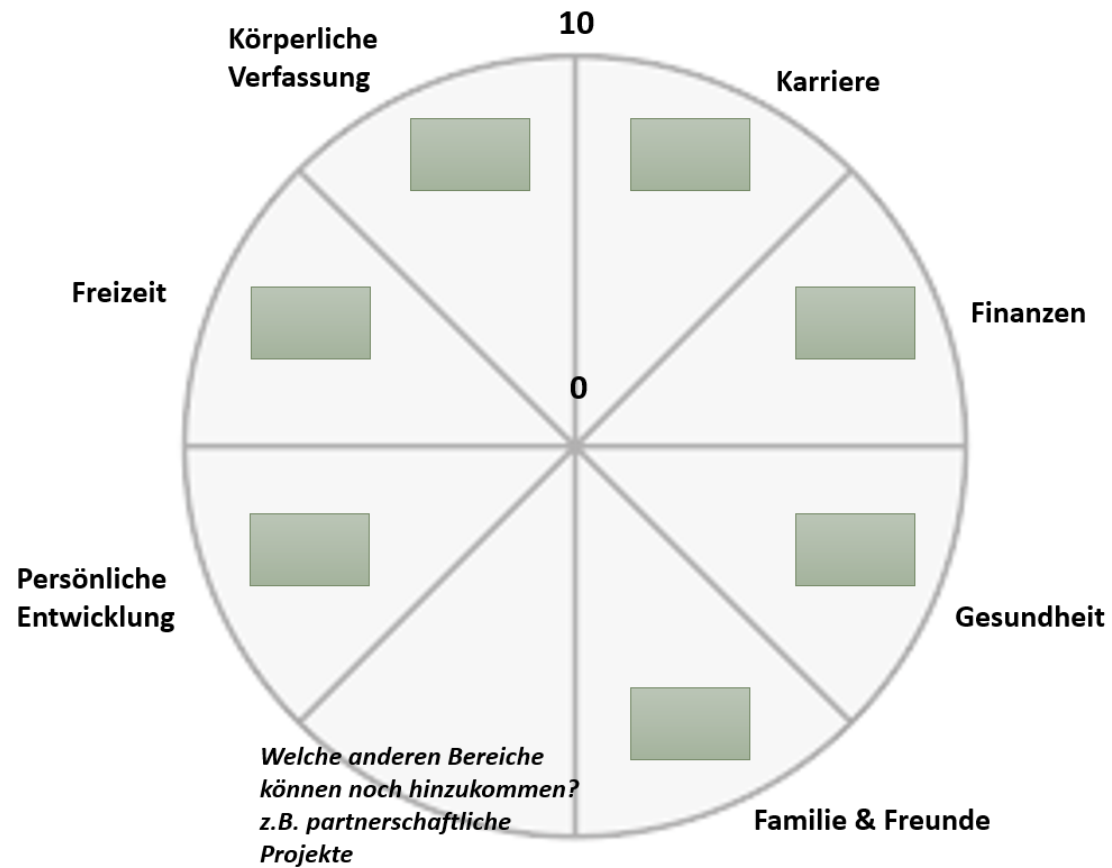 10
Körperliche
Verfassung
Karriere
Freizeit
Finanzen
0
Persönliche
Entwicklung
Gesundheit
Welche anderen Bereiche
können noch hinzukommen?
z.B. partnerschaftliche
Projekte
Familie & Freunde